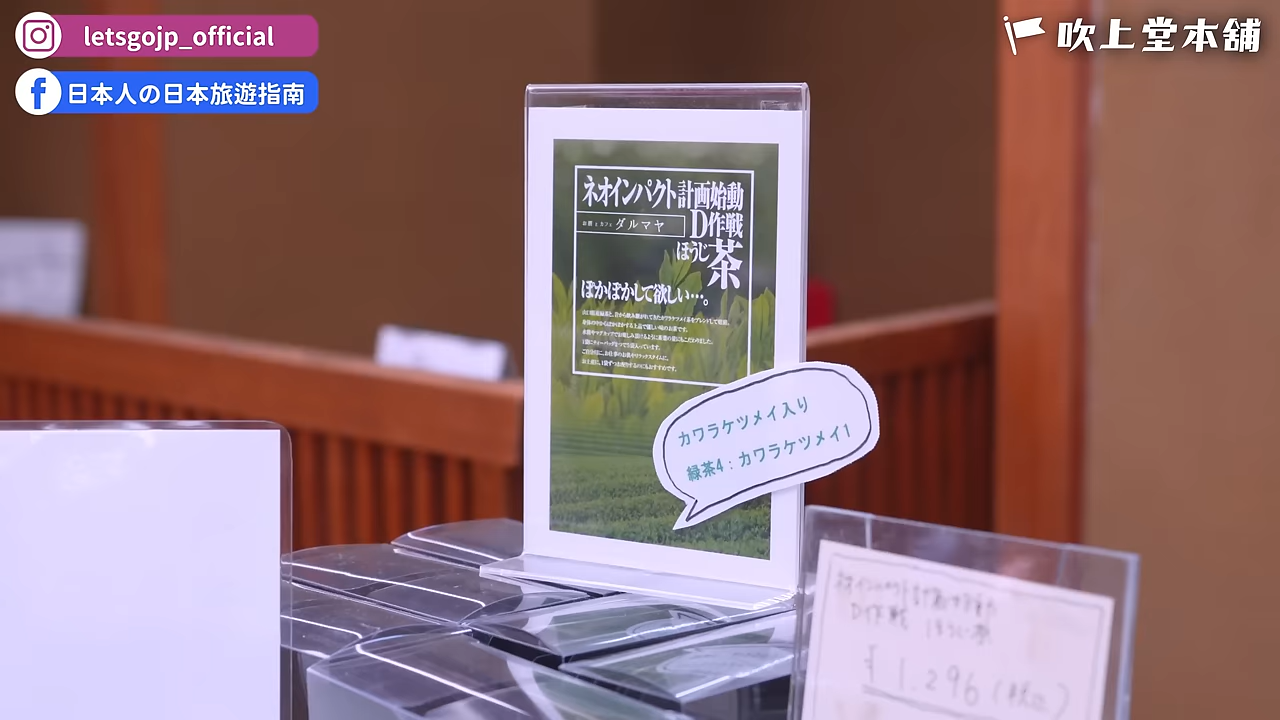 letsgojp_official
日本人の日本旅遊指南
吹上堂本舖
ネオインパクト計画始動
ダルマヤ
D作戦
ほうじ茶
ぽかぽかして欲しい…。
カワラケツメイ入り
緑茶4：カワラケツメイ1
D作戦 ほうじ茶
¥1,296(税込)